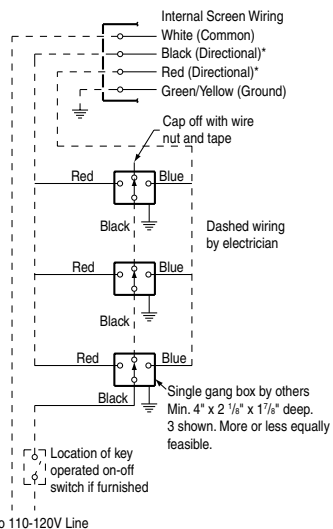 Internal Screen Wiring
White (Common)
Black (Directional)*
Red (Directional)*
Green/Yellow (Ground)
Cap off with wire
nut and tape
Red
Blue
Black
Dashed wiring
by electrician
Red
Blue
Black
Red
Blue
Black
Single gang box by others
Min. 4" x 2 1/8" x 1 7/8" deep.
3 shown. More or less equally
feasible.
Location of key
operated on-off
switch if furnished
o 110-120V Line